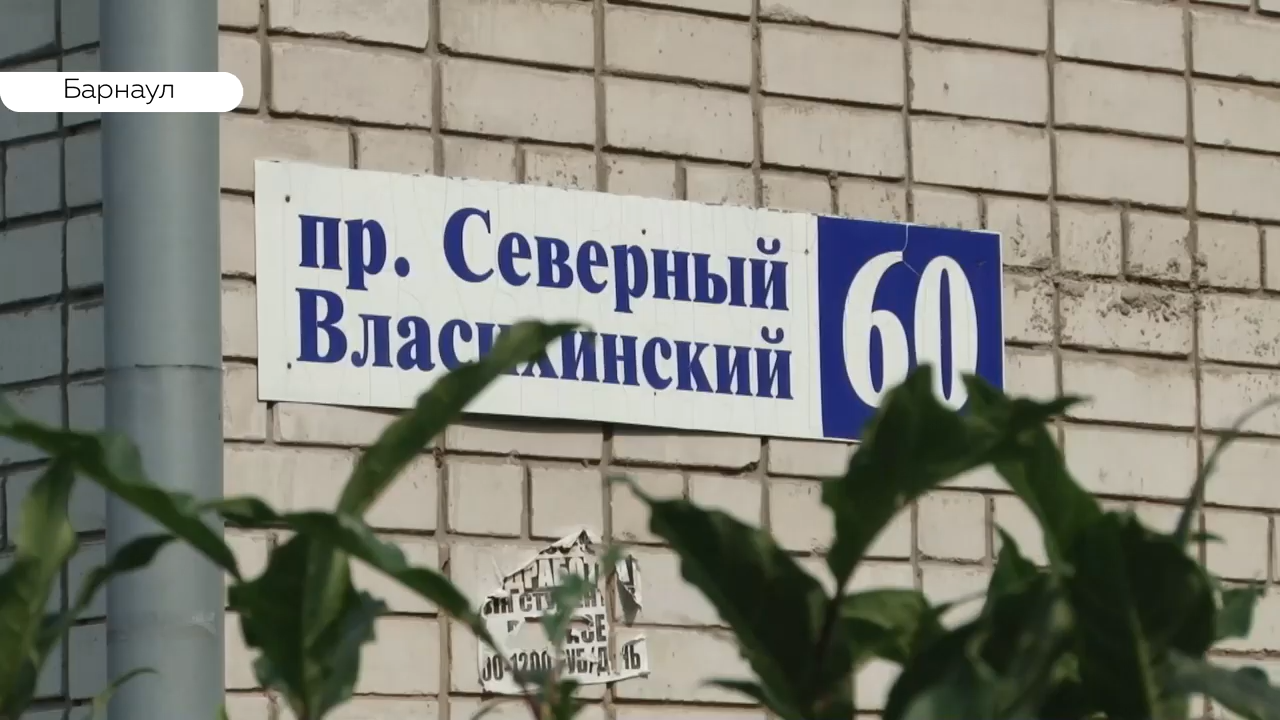 Барнаул
пр. Северный
Власихинский
60